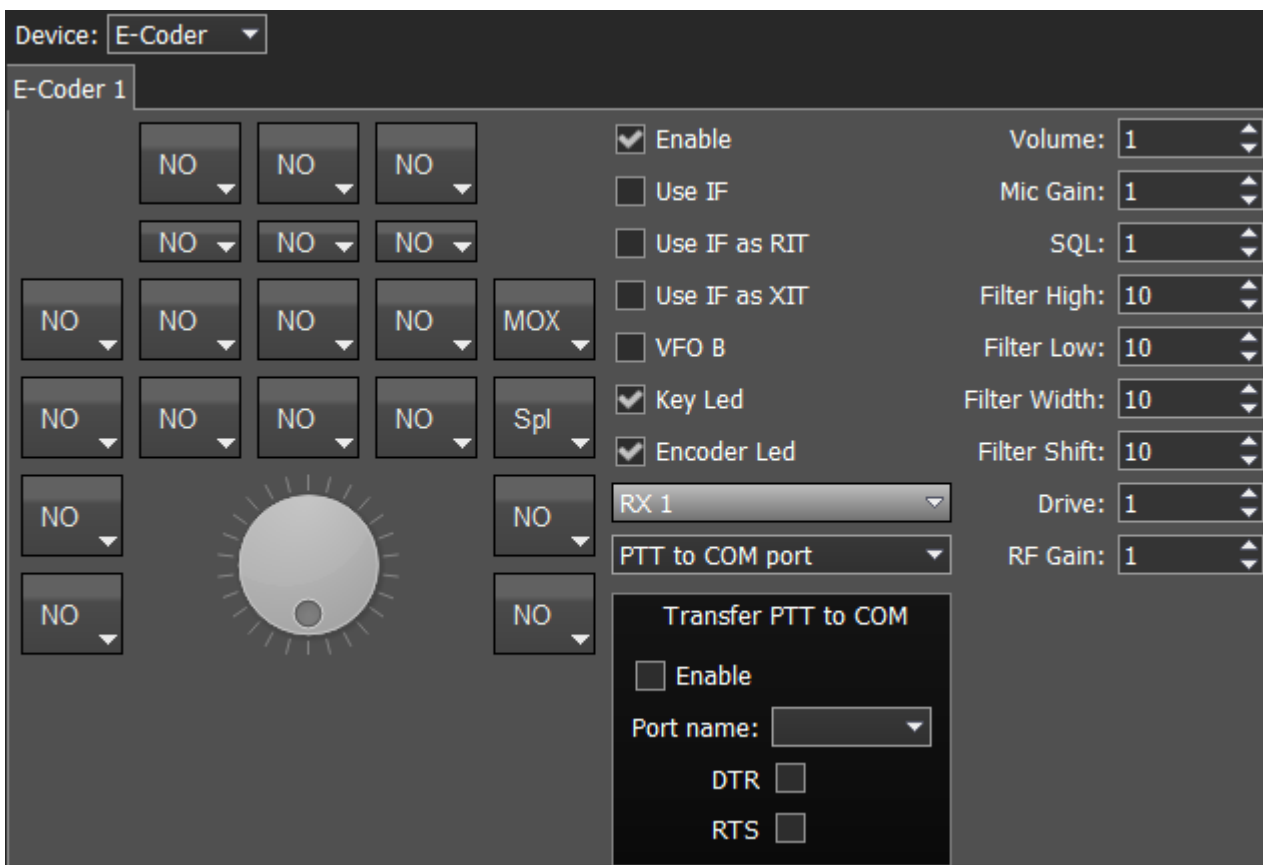 Device: E-Coder
E-Coder 1
NO NO NO
NO NO NO
NO NO NO NO MOX
NO NO NO NO Spl
NO NO
NO NO
Enable
Use IF
Use IF as RIT
Use IF as XIT
VFO B
Key Led
Encoder Led
RX 1
PTT to COM port
Transfer PTT to COM
Enable
Port name:
DTR
RTS
Volume: 1
Mic Gain: 1
SQL: 1
Filter High: 10
Filter Low: 10
Filter Width: 10
Filter Shift: 10
Drive: 1
RF Gain: 1